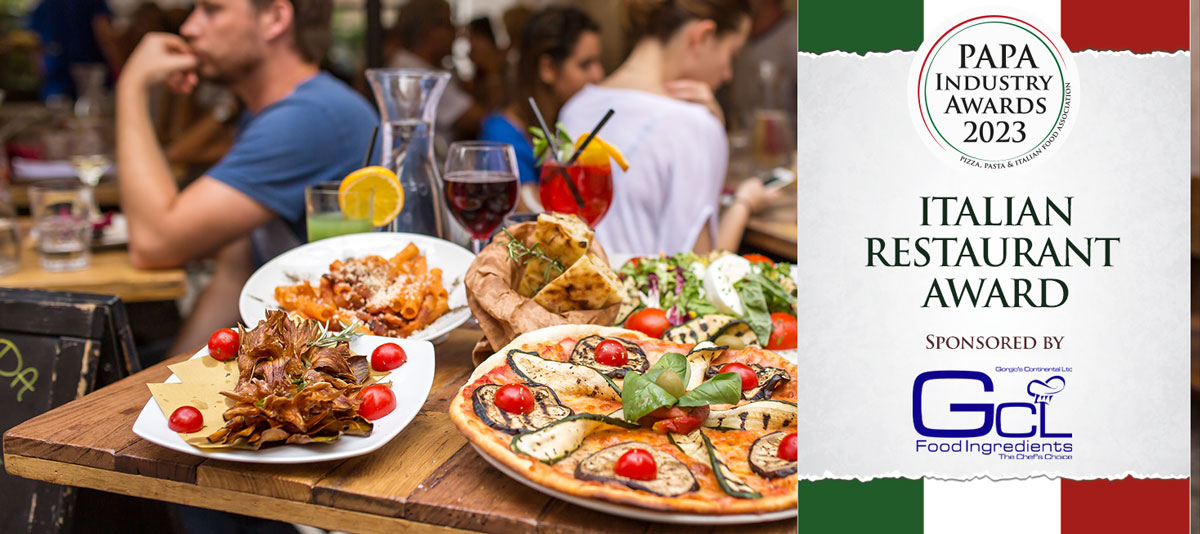 PAPA
INDUSTRY
AWARDS
2023
PIZZA, PASTA & ITALIAN FOOD ASSOCIATION
ITALIAN
RESTAURANT
AWARD
SPONSORED BY
Giorgio's Continental Ltd
GCL
Food Ingredients
The Chef's Choice